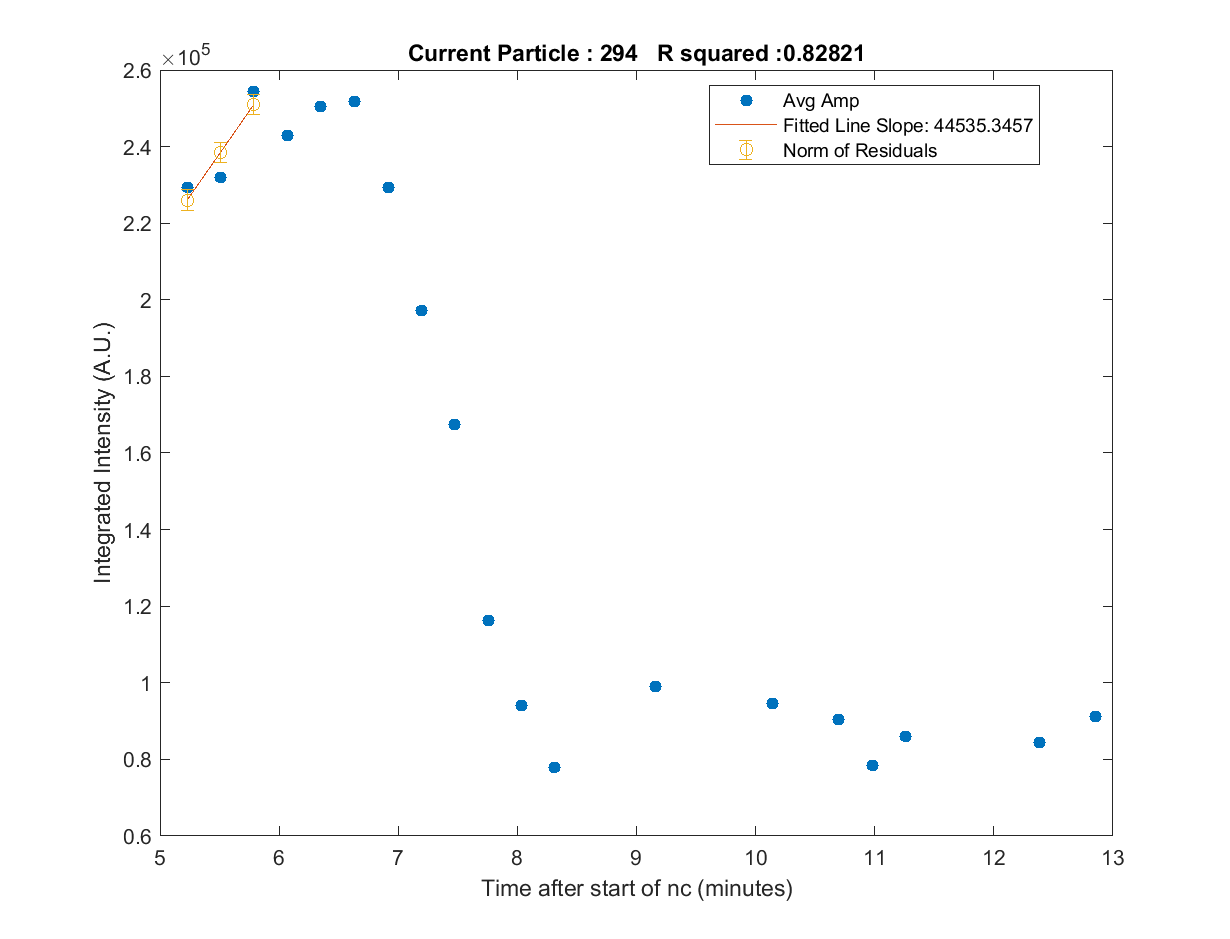 Current Particle : 294   R squared :0.82821
×10^5
2.6
2.4
2.2
2
1.8
1.6
1.4
1.2
1
0.8
0.6
Integrated Intensity (A.U.)
Avg Amp
Fitted Line Slope: 44535.3457
Norm of Residuals
5 6 7 8 9 10 11 12 13
Time after start of nc (minutes)